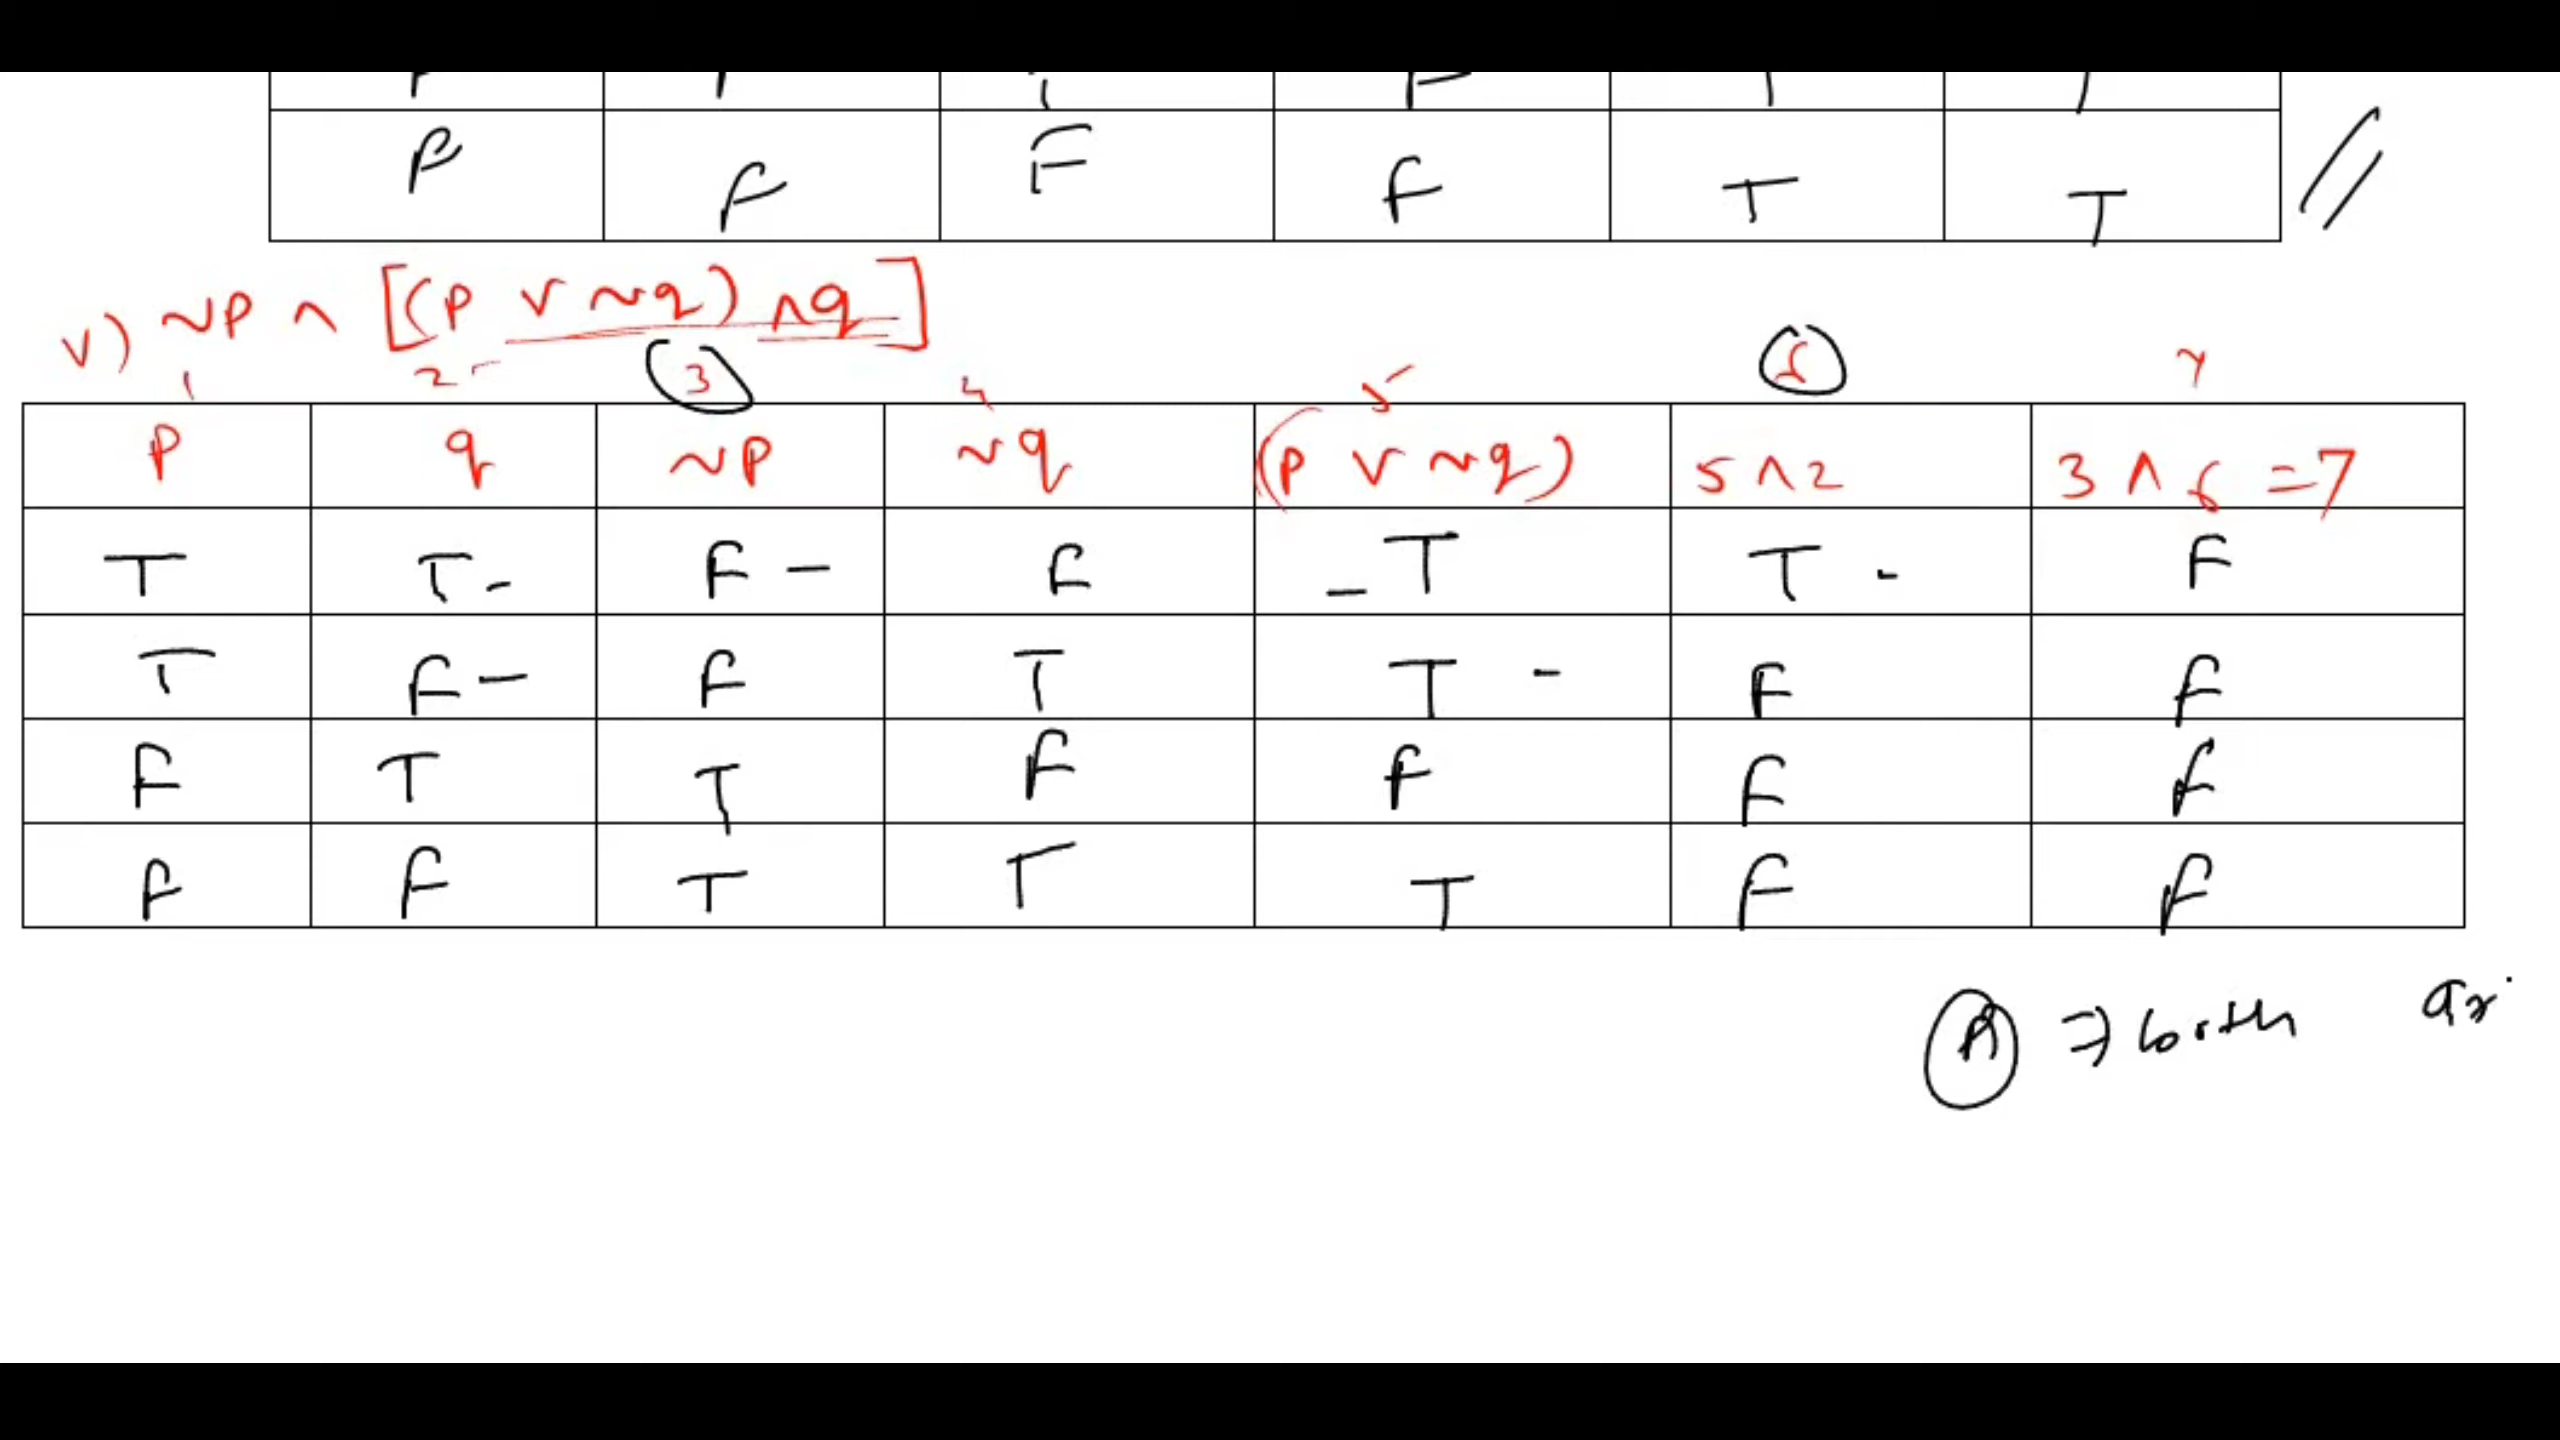 F F F F T T
v) ~p ∧ [(p ∨ ~q) ∧ q]
1 2 3 4 5 6 7
p q ~p ~q (p ∨ ~q) 5 ∧ 2 3 ∧ 6 = 7
T T - F - F - T T - F
T F - F T T - F F
F T T F F F F
F F T T T F F
⇒ both